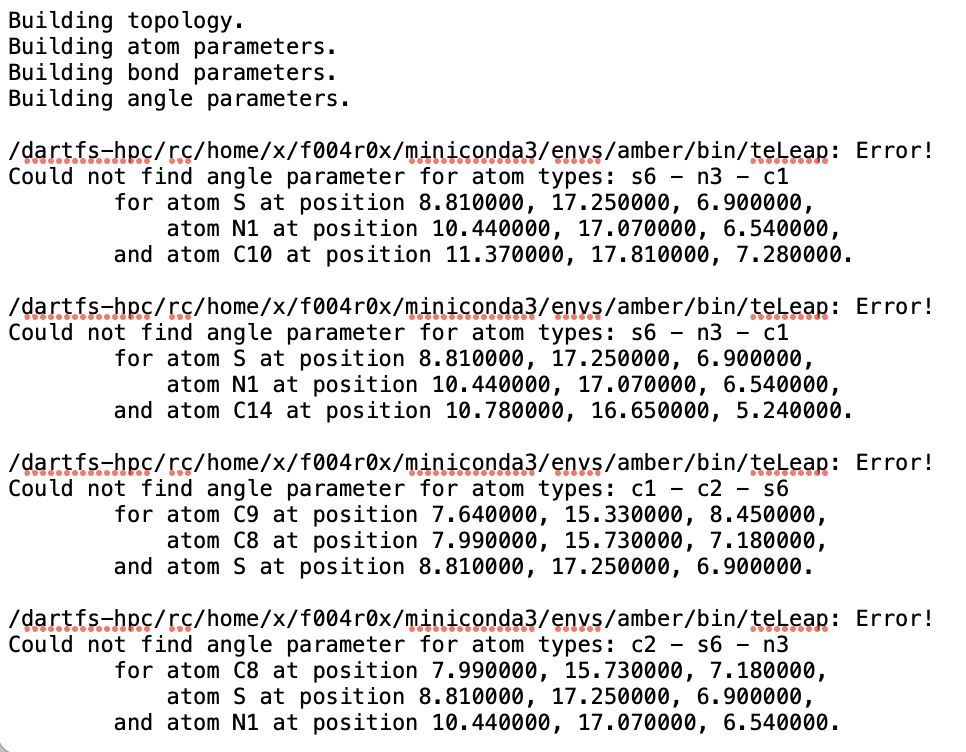 Building topology.
Building atom parameters.
Building bond parameters.
Building angle parameters.
/dartfs-hpc/rc/home/x/f004r0x/miniconda3/envs/amber/bin/teLeap: Error!
Could not find angle parameter for atom types: s6 - n3 - c1
for atom S at position 8.810000, 17.250000, 6.900000,
atom N1 at position 10.440000, 17.070000, 6.540000,
and atom C10 at position 11.370000, 17.810000, 7.280000.
/dartfs-hpc/rc/home/x/f004r0x/miniconda3/envs/amber/bin/teLeap: Error!
Could not find angle parameter for atom types: s6 - n3 - c1
for atom S at position 8.810000, 17.250000, 6.900000,
atom N1 at position 10.440000, 17.070000, 6.540000,
and atom C14 at position 10.780000, 16.650000, 5.240000.
/dartfs-hpc/rc/home/x/f004r0x/miniconda3/envs/amber/bin/teLeap: Error!
Could not find angle parameter for atom types: c1 - c2 - s6
for atom C9 at position 7.640000, 15.330000, 8.450000,
atom C8 at position 7.990000, 15.730000, 7.180000,
and atom S at position 8.810000, 17.250000, 6.900000.
/dartfs-hpc/rc/home/x/f004r0x/miniconda3/envs/amber/bin/teLeap: Error!
Could not find angle parameter for atom types: c2 - s6 - n3
for atom C8 at position 7.990000, 15.730000, 7.180000,
atom S at position 8.810000, 17.250000, 6.900000,
and atom N1 at position 10.440000, 17.070000, 6.540000.